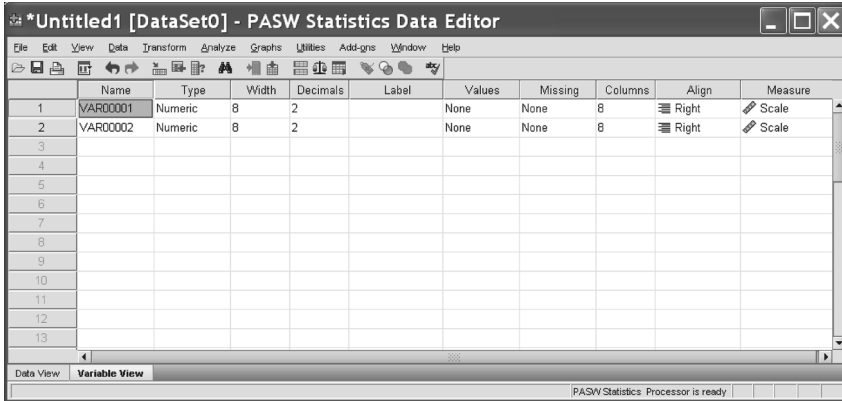 *Untitled1 [DataSet0] - PASW Statistics Data Editor
File Edit View Data Transform Analyze Graphs Utilities Add-ons Window Help
Name Type Width Decimals Label Values Missing Columns Align Measure
1 VAR00001 Numeric 8 2 None None 8 Right Scale
2 VAR00002 Numeric 8 2 None None 8 Right Scale
3
4
5
6
7
8
9
10
11
12
13
Data View Variable View
PASW Statistics Processor is ready